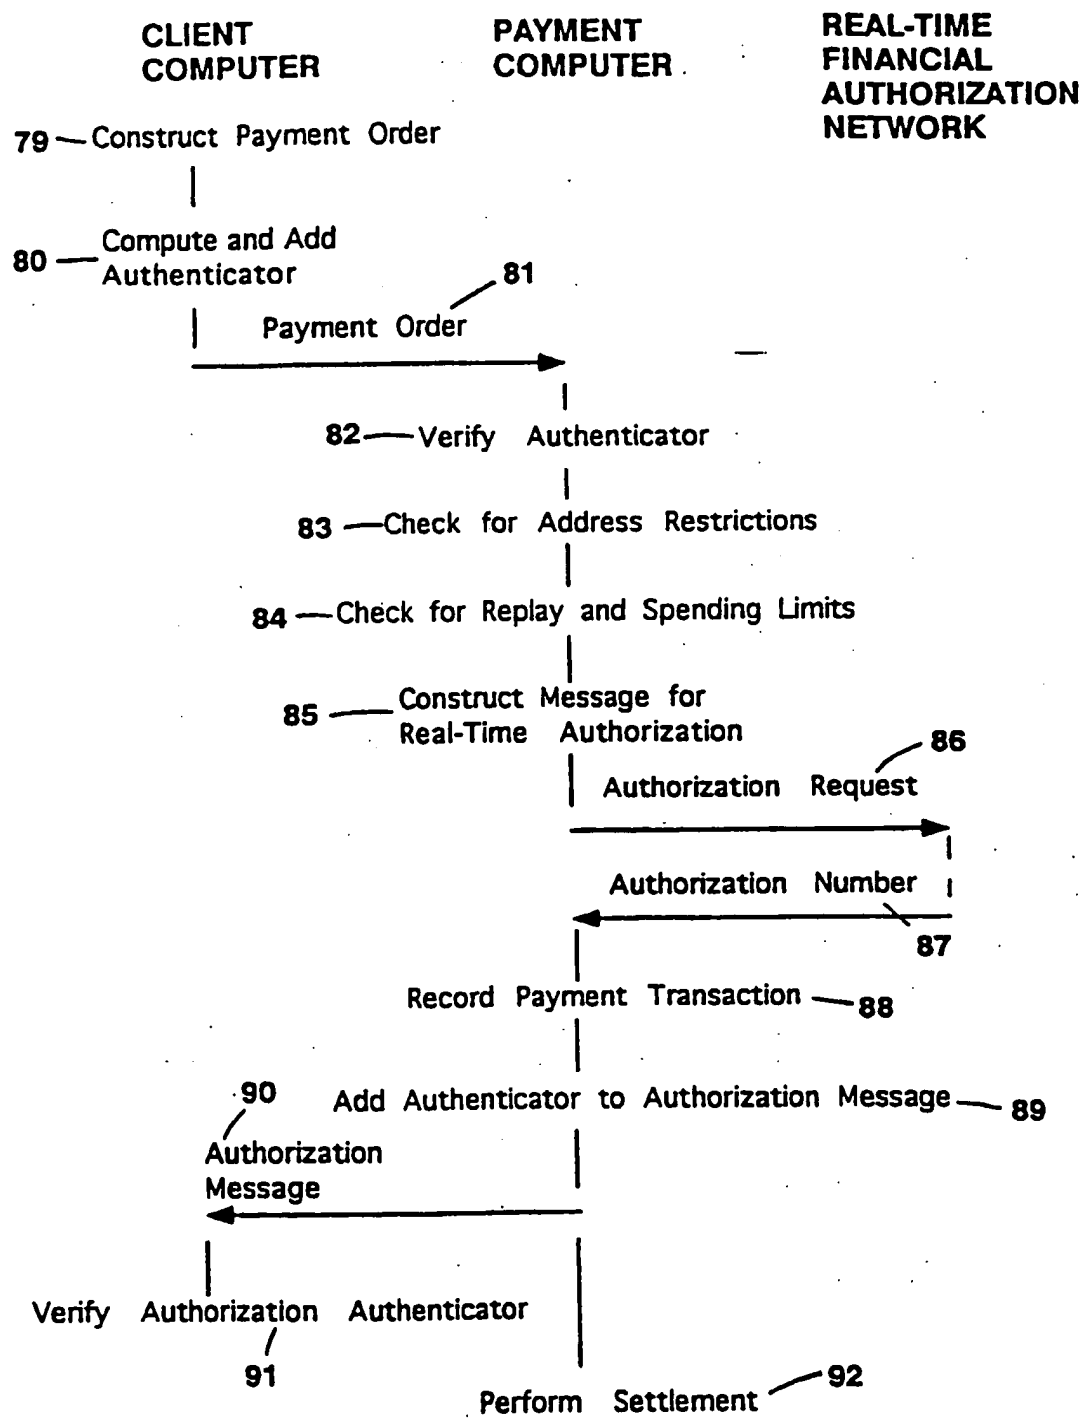 CLIENT
COMPUTER
PAYMENT
COMPUTER
REAL-TIME
FINANCIAL
AUTHORIZATION
NETWORK
79 Construct Payment Order
80 Compute and Add
Authenticator
81
Payment Order
82 Verify Authenticator
83 Check for Address Restrictions
84 Check for Replay and Spending Limits
85 Construct Message for
Real-Time Authorization
86
Authorization Request
Authorization Number
87
Record Payment Transaction 88
90
Add Authenticator to Authorization Message 89
Authorization
Message
Verify Authorization Authenticator
91
92
Perform Settlement